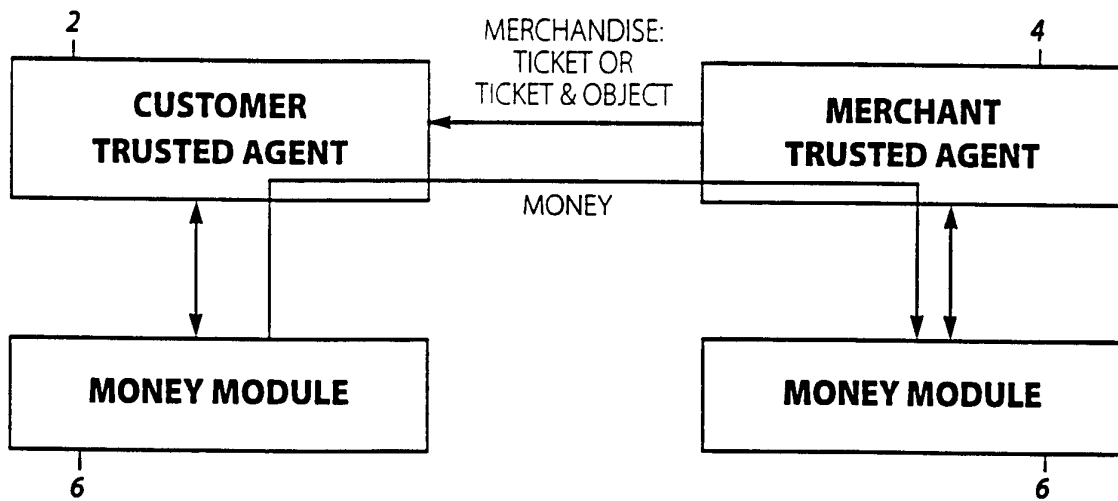 2
MERCHANDISE:
TICKET OR
TICKET & OBJECT
4
CUSTOMER
TRUSTED AGENT
MERCHANT
TRUSTED AGENT
MONEY
MONEY MODULE
MONEY MODULE
6
6